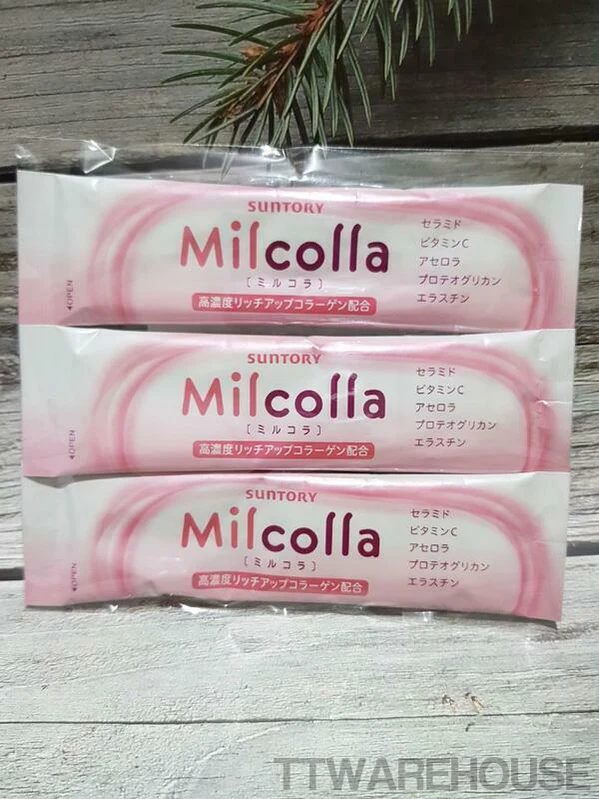 SUNTORY
Milcolla
[ミルコラ]
高濃度リッチアップコラーゲン配合
セラミド
ビタミンC
アセロラ
プロテオグリカン
エラスチン
◀OPEN
SUNTORY
Milcolla
[ミルコラ]
高濃度リッチアップコラーゲン配合
セラミド
ビタミンC
アセロラ
プロテオグリカン
エラスチン
◀OPEN
SUNTORY
Milcolla
[ミルコラ]
高濃度リッチアップコラーゲン配合
セラミド
ビタミンC
アセロラ
プロテオグリカン
エラスチン
◀OPEN
TTWAREHOUSE